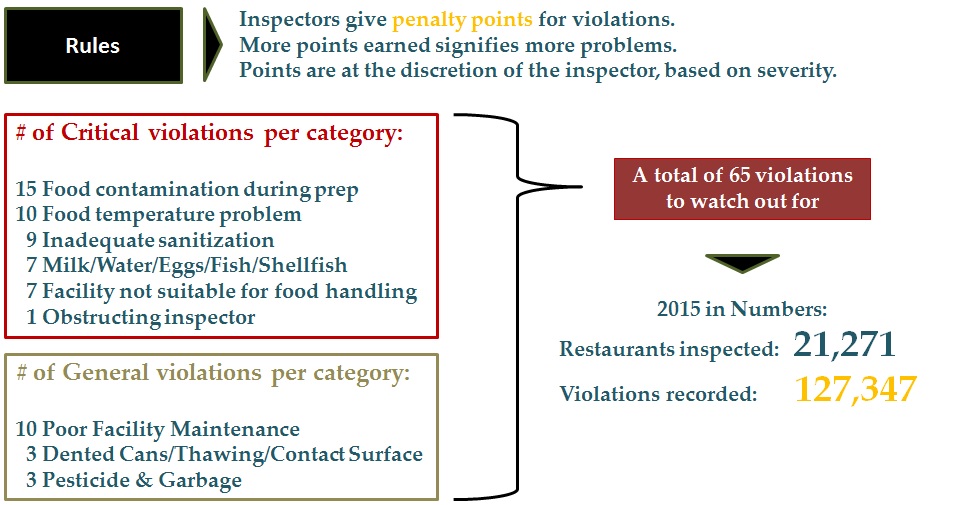 Rules
Inspectors give penalty points for violations.
More points earned signifies more problems.
Points are at the discretion of the inspector, based on severity.
# of Critical violations per category:
15 Food contamination during prep
10 Food temperature problem
9 Inadequate sanitization
7 Milk/Water/Eggs/Fish/Shellfish
7 Facility not suitable for food handling
1 Obstructing inspector
# of General violations per category:
10 Poor Facility Maintenance
3 Dented Cans/Thawing/Contact Surface
3 Pesticide & Garbage
A total of 65 violations
to watch out for
2015 in Numbers:
Restaurants inspected: 21,271
Violations recorded: 127,347